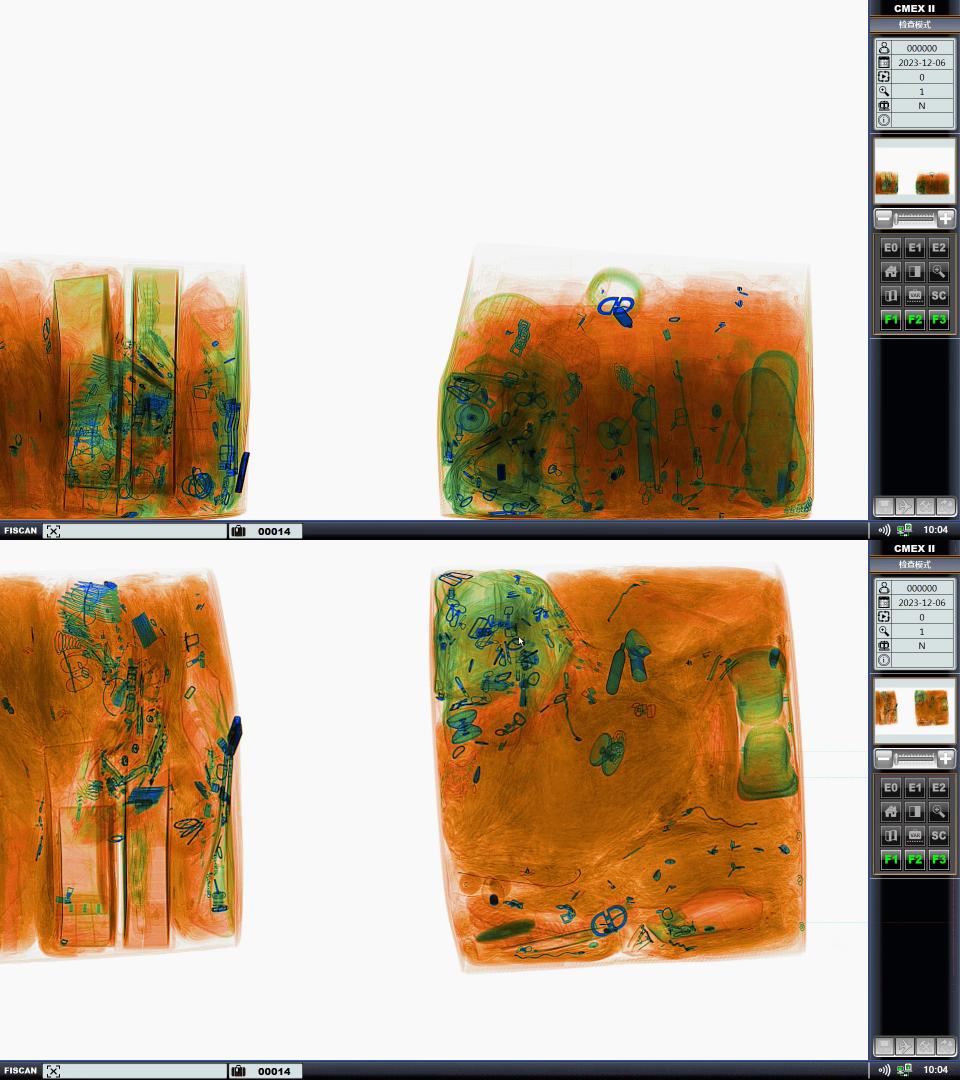 CMEX II
检查模式
000000
2023-12-06
0
1
N
E0 E1 E2
VAR SC
F1 F2 F3
FISCAN 00014 10:04
CMEX II
检查模式
000000
2023-12-06
0
1
N
E0 E1 E2
VAR SC
F1 F2 F3
FISCAN 00014 10:04